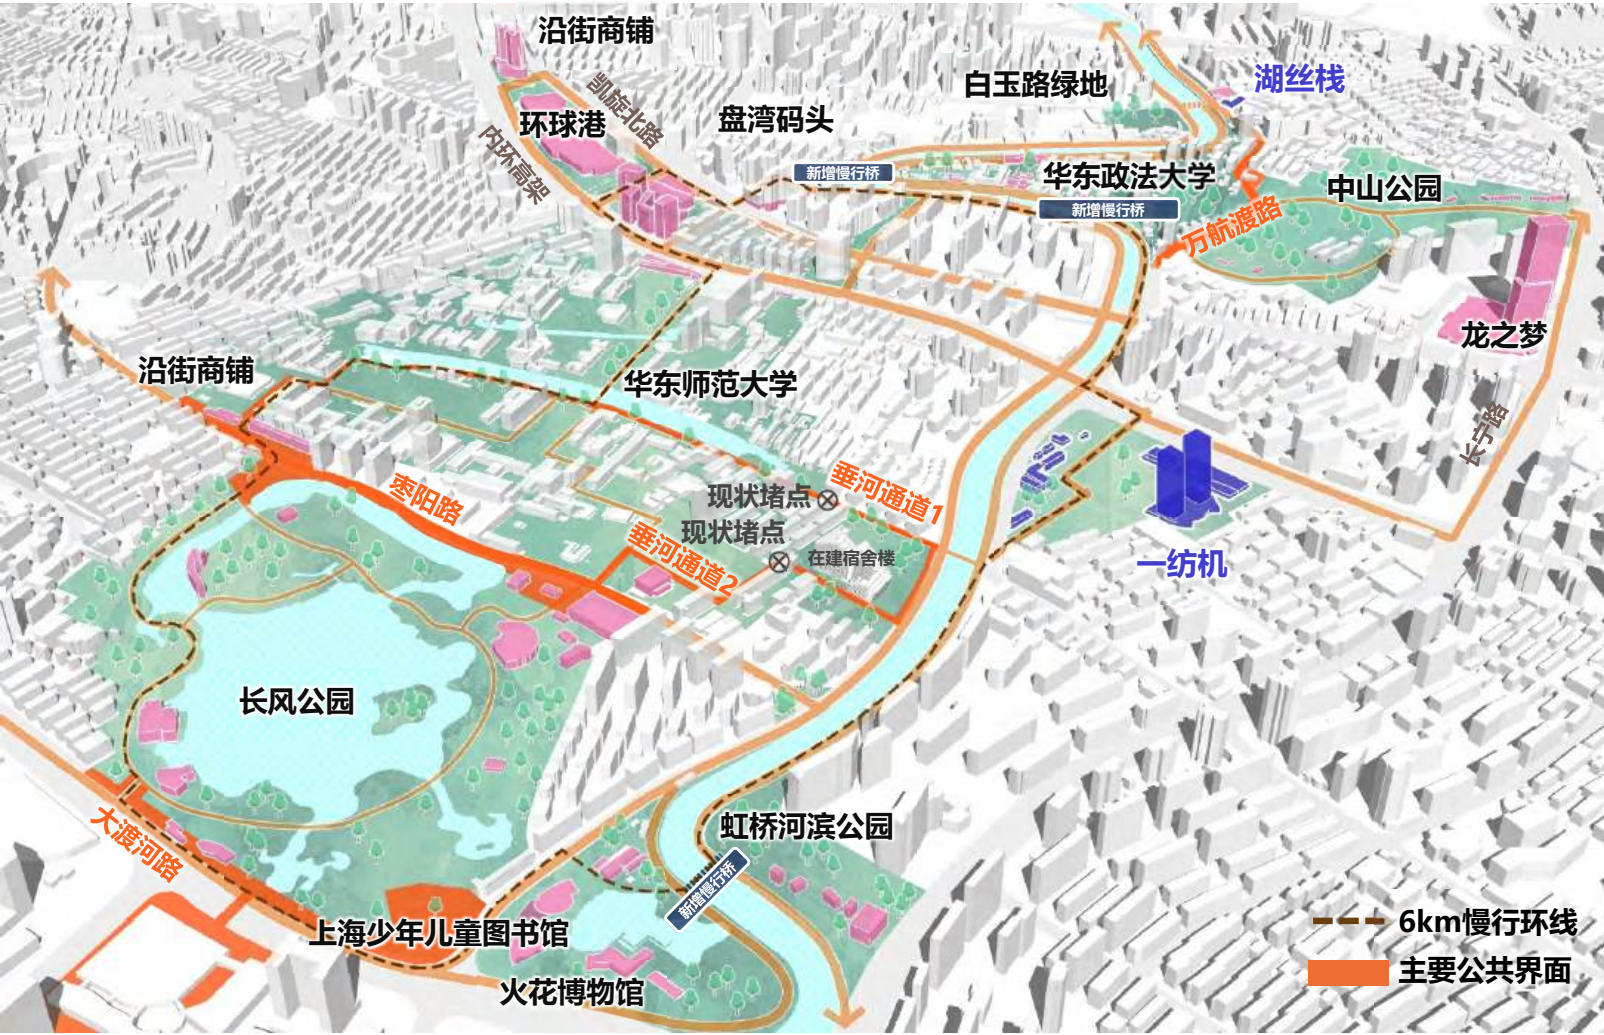 沿街商铺
湖丝栈
白玉路绿地
凯旋北路
环球港
盘湾码头
内环高架
新增慢行桥
华东政法大学
中山公园
新增慢行桥
万航渡路
龙之梦
沿街商铺
华东师范大学
长宁路
枣阳路
现状堵点
垂河通道1
现状堵点
垂河通道2
在建宿舍楼
一纺机
长风公园
虹桥河滨公园
大渡河路
新增慢行桥
上海少年儿童图书馆
火花博物馆
6km慢行环线
主要公共界面